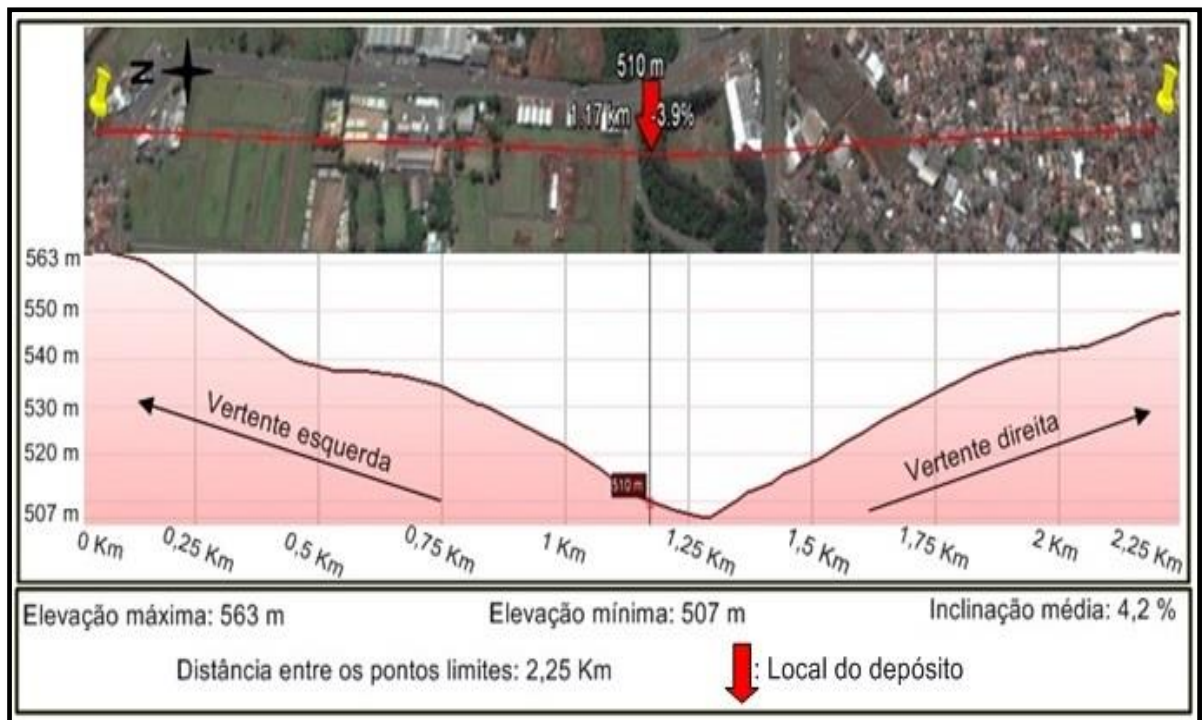 N
510 m
1.17 km -3.9%
563 m
550 m
540 m
530 m
520 m
507 m
Vertente esquerda
Vertente direita
510 m
0 Km
0,25 Km
0,5 Km
0,75 Km
1 Km
1,25 Km
1,5 Km
1,75 Km
2 Km
2,25 Km
Elevação máxima: 563 m Elevação mínima: 507 m Inclinação média: 4,2 %
Distância entre os pontos limites: 2,25 Km : Local do depósito